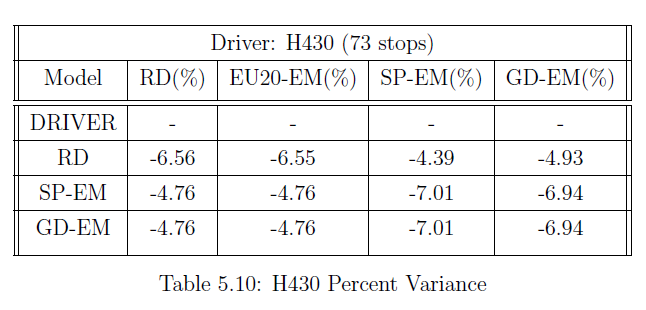 Driver: H430 (73 stops)
Model RD(%) EU20-EM(%) SP-EM(%) GD-EM(%)
DRIVER - - - -
RD -6.56 -6.55 -4.39 -4.93
SP-EM -4.76 -4.76 -7.01 -6.94
GD-EM -4.76 -4.76 -7.01 -6.94
Table 5.10: H430 Percent Variance